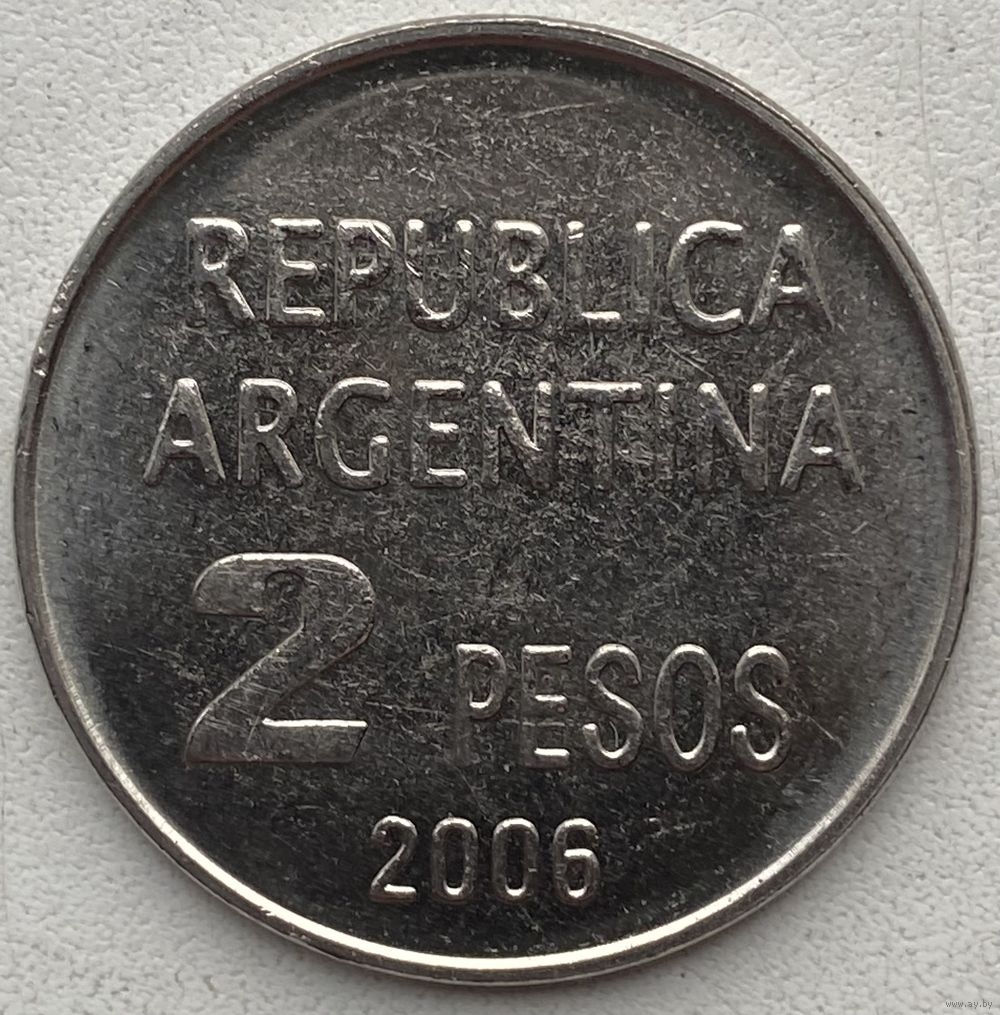 REPUBLICA
ARGENTINA
2 PESOS
2006
www.ay.by